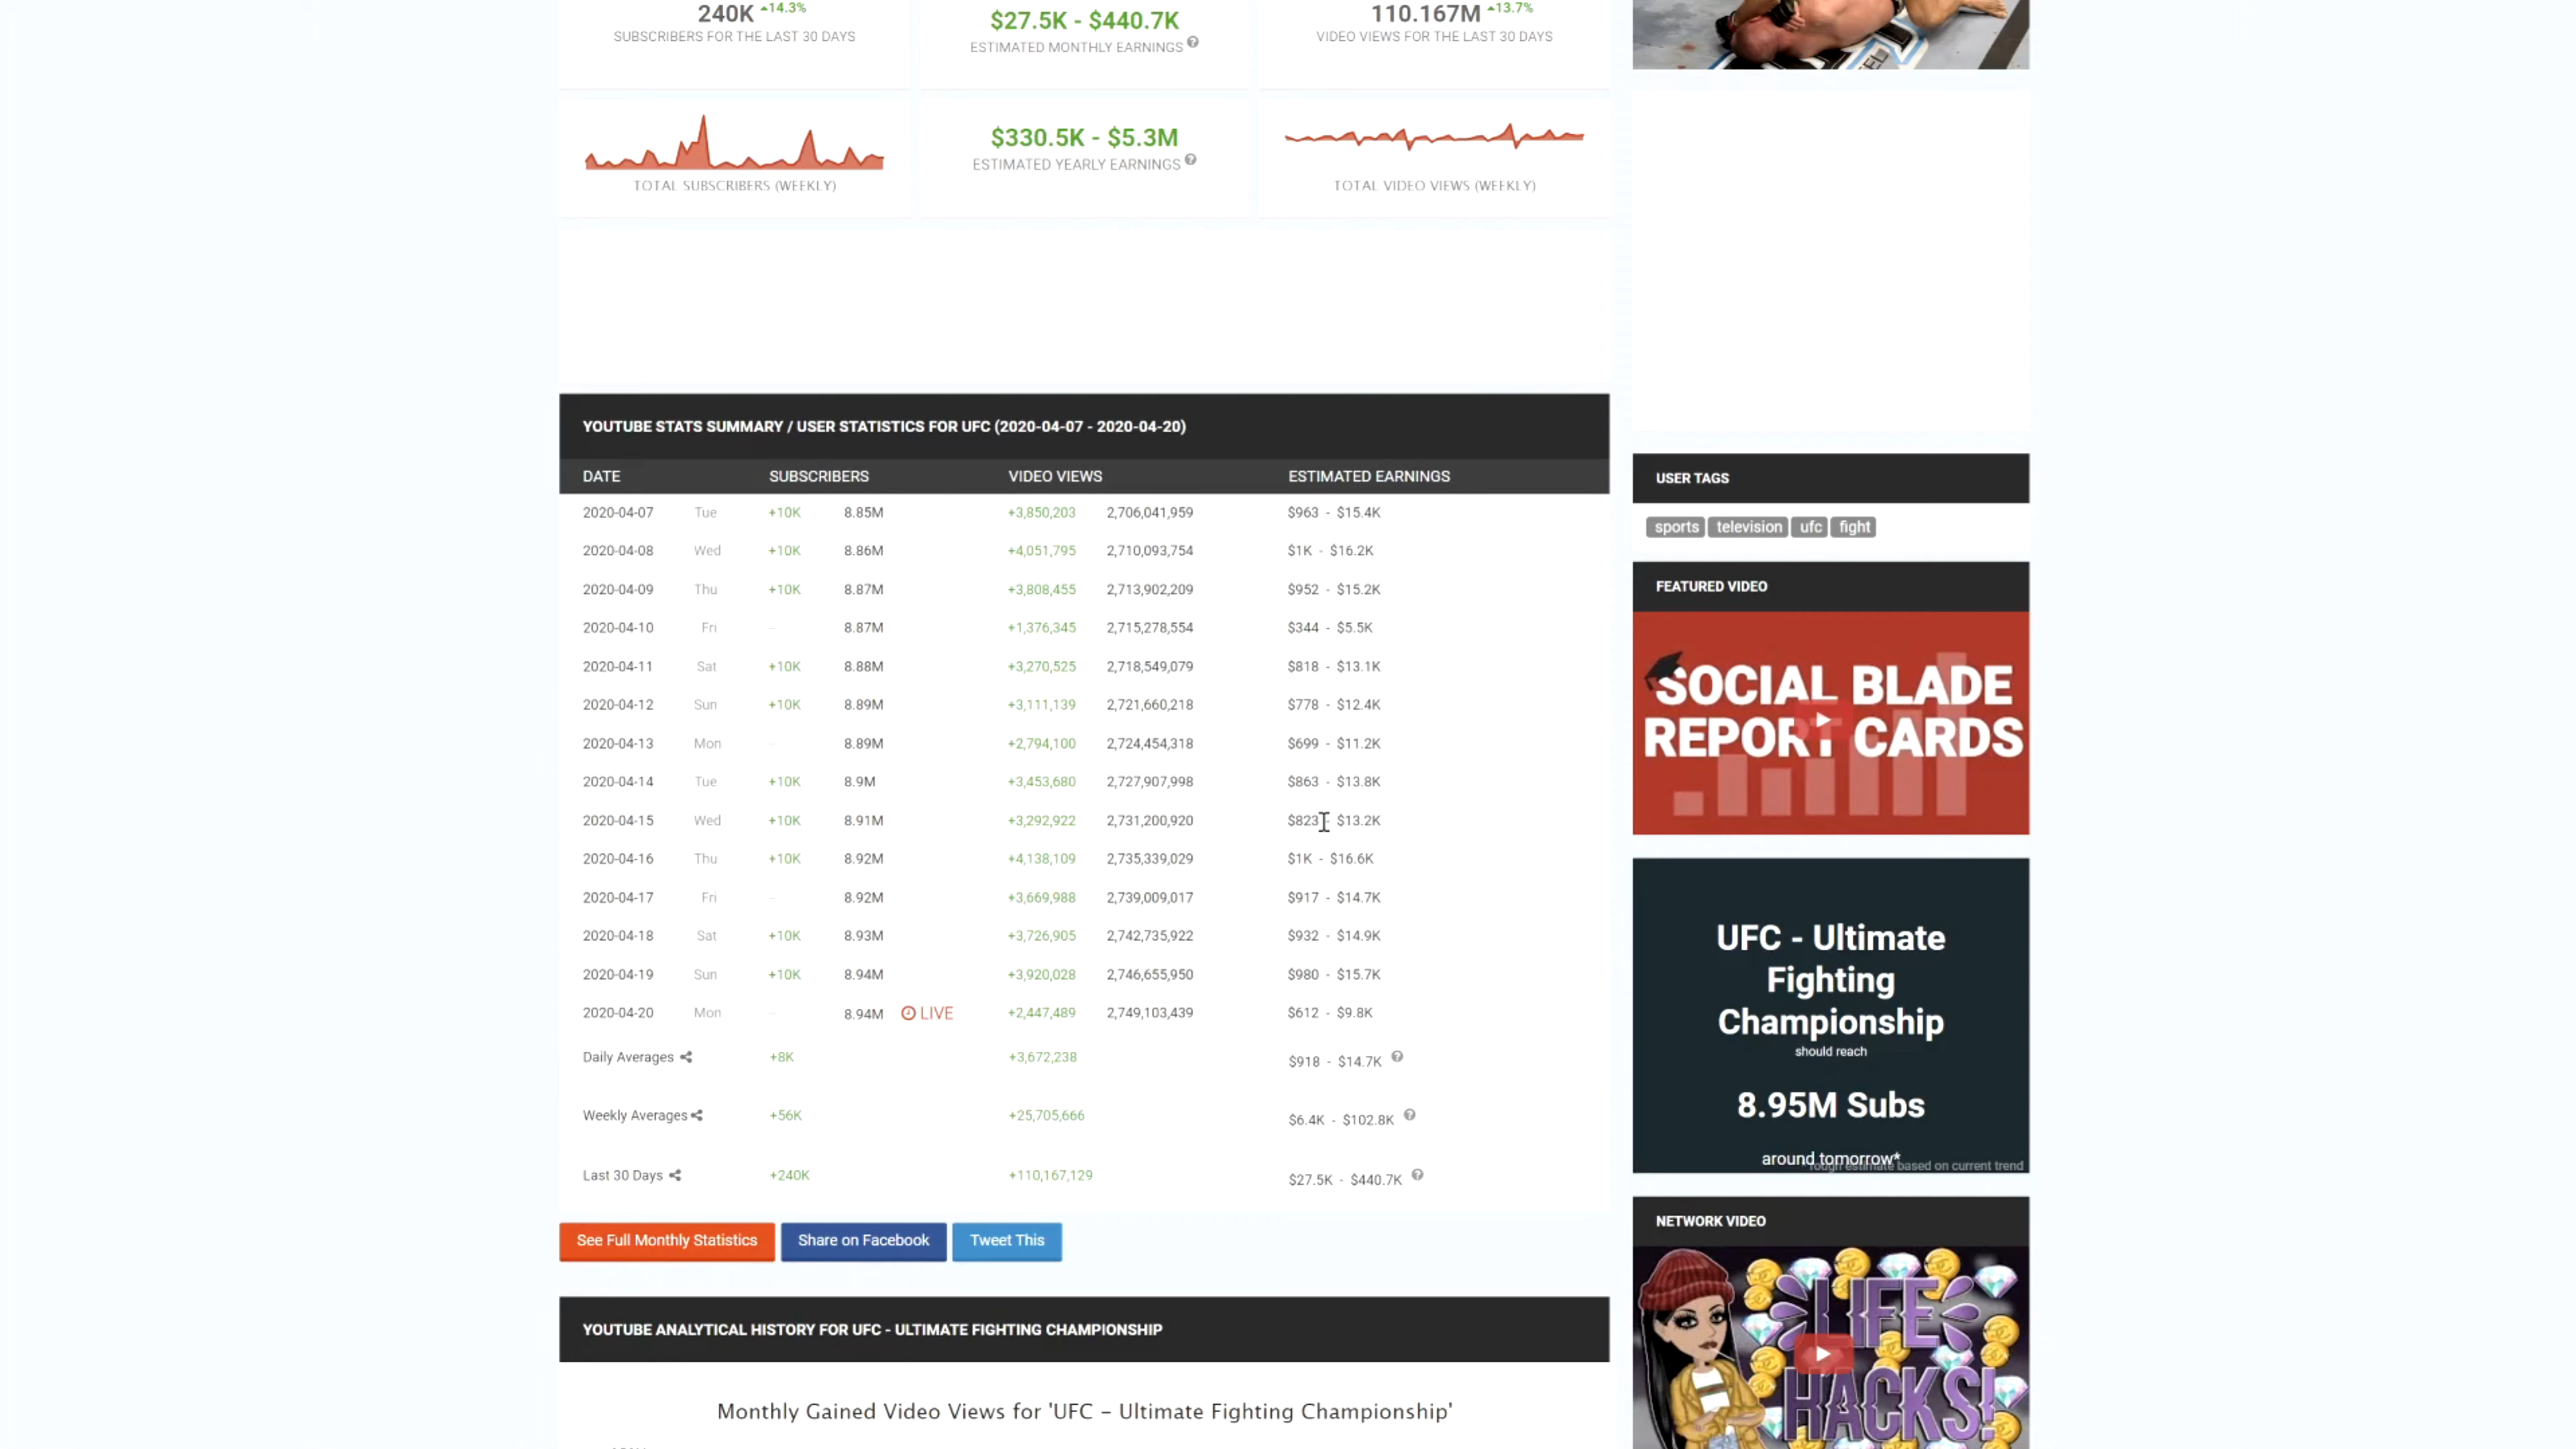 240K 14.3%
SUBSCRIBERS FOR THE LAST 30 DAYS
$27.5K - $440.7K
ESTIMATED MONTHLY EARNINGS
110.167M 13.7%
VIDEO VIEWS FOR THE LAST 30 DAYS
TOTAL SUBSCRIBERS (WEEKLY)
$330.5K - $5.3M
ESTIMATED YEARLY EARNINGS
TOTAL VIDEO VIEWS (WEEKLY)
YOUTUBE STATS SUMMARY / USER STATISTICS FOR UFC (2020-04-07 - 2020-04-20)
DATE SUBSCRIBERS VIDEO VIEWS ESTIMATED EARNINGS
2020-04-07 Tue +10K 8.85M +3,850,203 2,706,041,959 $963 - $15.4K
2020-04-08 Wed +10K 8.86M +4,051,795 2,710,093,754 $1K - $16.2K
2020-04-09 Thu +10K 8.87M +3,808,455 2,713,902,209 $952 - $15.2K
2020-04-10 Fri -- 8.87M +1,376,345 2,715,278,554 $344 - $5.5K
2020-04-11 Sat +10K 8.88M +3,270,525 2,718,549,079 $818 - $13.1K
2020-04-12 Sun +10K 8.89M +3,111,139 2,721,660,218 $778 - $12.4K
2020-04-13 Mon -- 8.89M +2,794,100 2,724,454,318 $699 - $11.2K
2020-04-14 Tue +10K 8.9M +3,453,680 2,727,907,998 $863 - $13.8K
2020-04-15 Wed +10K 8.91M +3,292,922 2,731,200,920 $823 - $13.2K
2020-04-16 Thu +10K 8.92M +4,138,109 2,735,339,029 $1K - $16.6K
2020-04-17 Fri -- 8.92M +3,669,988 2,739,009,017 $917 - $14.7K
2020-04-18 Sat +10K 8.93M +3,726,905 2,742,735,922 $932 - $14.9K
2020-04-19 Sun +10K 8.94M +3,920,028 2,746,655,950 $980 - $15.7K
2020-04-20 Mon -- 8.94M LIVE +2,447,489 2,749,103,439 $612 - $9.8K
Daily Averages +8K +3,672,238 $918 - $14.7K
Weekly Averages +56K +25,705,666 $6.4K - $102.8K
Last 30 Days +240K +110,167,129 $27.5K - $440.7K
See Full Monthly Statistics
Share on Facebook
Tweet This
YOUTUBE ANALYTICAL HISTORY FOR UFC - ULTIMATE FIGHTING CHAMPIONSHIP
Monthly Gained Video Views for 'UFC – Ultimate Fighting Championship'
USER TAGS
sports television ufc fight
FEATURED VIDEO
SOCIAL BLADE
REPORT CARDS
UFC - Ultimate
Fighting
Championship
should reach
8.95M Subs
around tomorrow*
rough estimate based on current trend
NETWORK VIDEO
LIFE
HACKS!